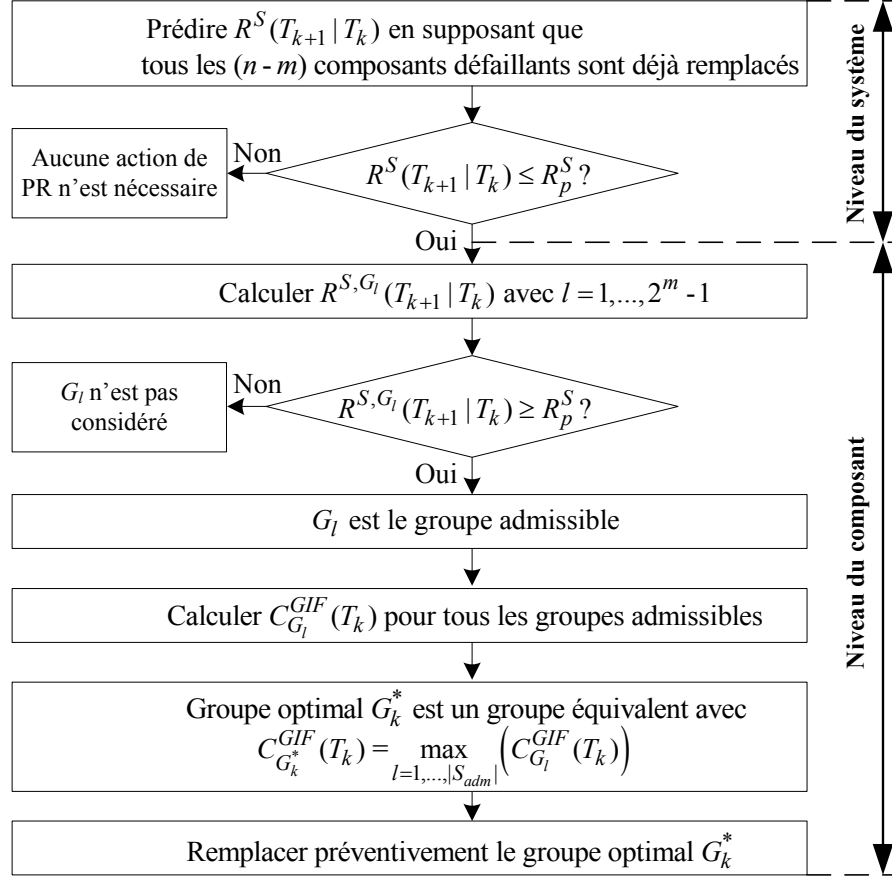 Prédire R^S(T_{k+1} | T_k) en supposant que
tous les (n - m) composants défaillants sont déjà remplacés
Niveau du système
Aucune action de
PR n'est nécessaire
Non
R^S(T_{k+1} | T_k) ≤ R_p^S ?
Oui
Calculer R^{S,G_l}(T_{k+1} | T_k) avec l = 1,...,2^m - 1
G_l n'est pas
considéré
Non
R^{S,G_l}(T_{k+1} | T_k) ≥ R_p^S ?
Oui
Niveau du composant
G_l est le groupe admissible
Calculer C_{G_l}^{GIF}(T_k) pour tous les groupes admissibles
Groupe optimal G_k^* est un groupe équivalent avec
C_{G_k^*}^{GIF}(T_k) = max_{l=1,...,|S_{adm}|} (C_{G_l}^{GIF}(T_k))
Remplacer préventivement le groupe optimal G_k^*